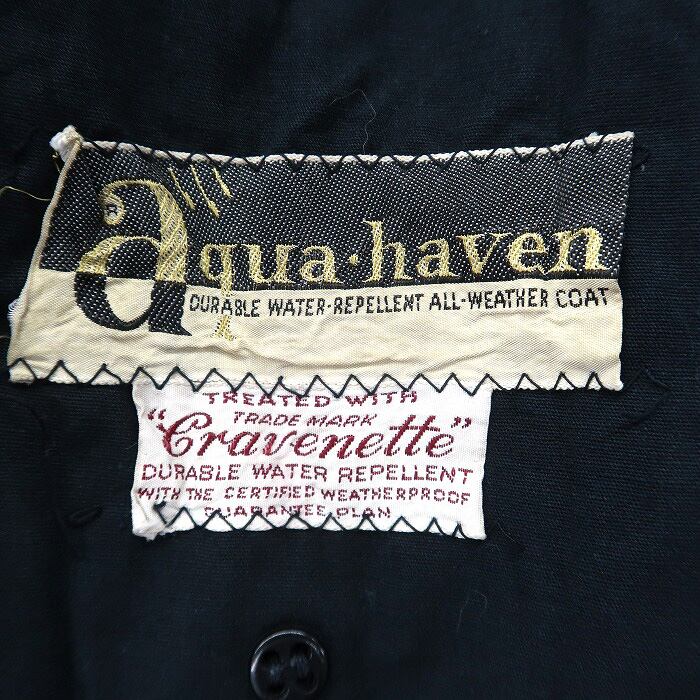 aqua·haven
DURABLE WATER-REPELLENT ALL-WEATHER COAT
TREATED WITH
TRADE MARK
"Cravenette"
DURABLE WATER REPELLENT
WITH THE CERTIFIED WEATHERPROOF
GUARANTEE PLAN